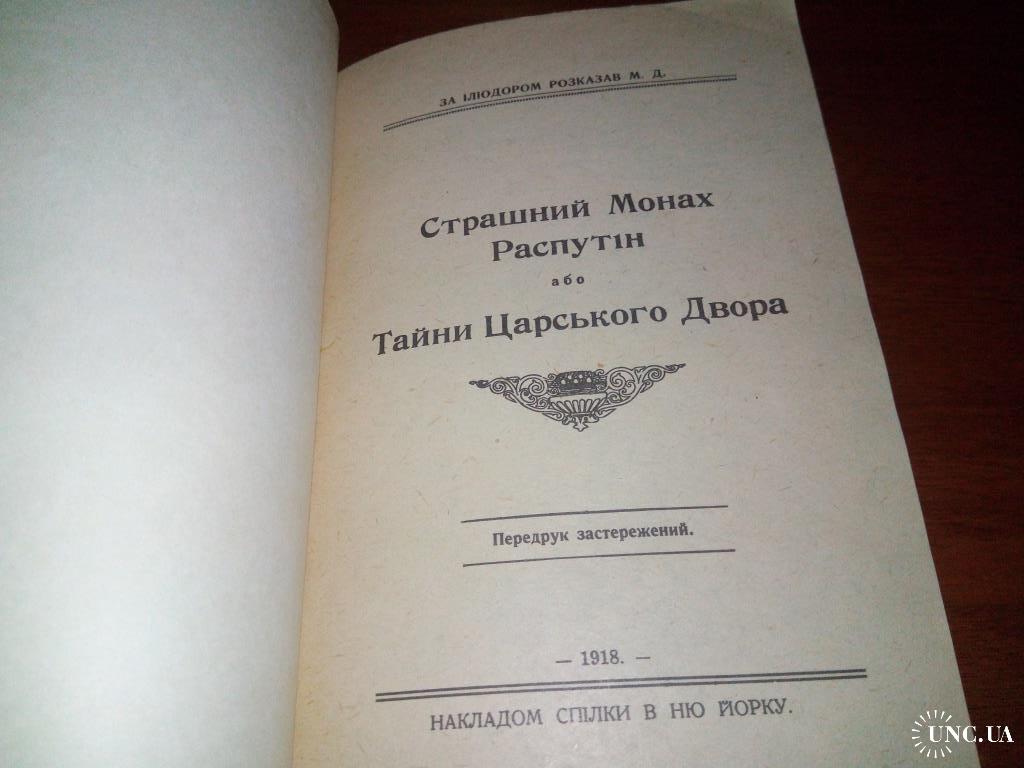 ЗА ІЛЮДОРОМ РОЗКАЗАВ М. Д.
Страшний Монах
Распутін
або
Тайни Царського Двора
Передрук застережений.
— 1918. —
НАКЛАДОМ СПІЛКИ В НЮ ЙОРКУ.
UNC.UA